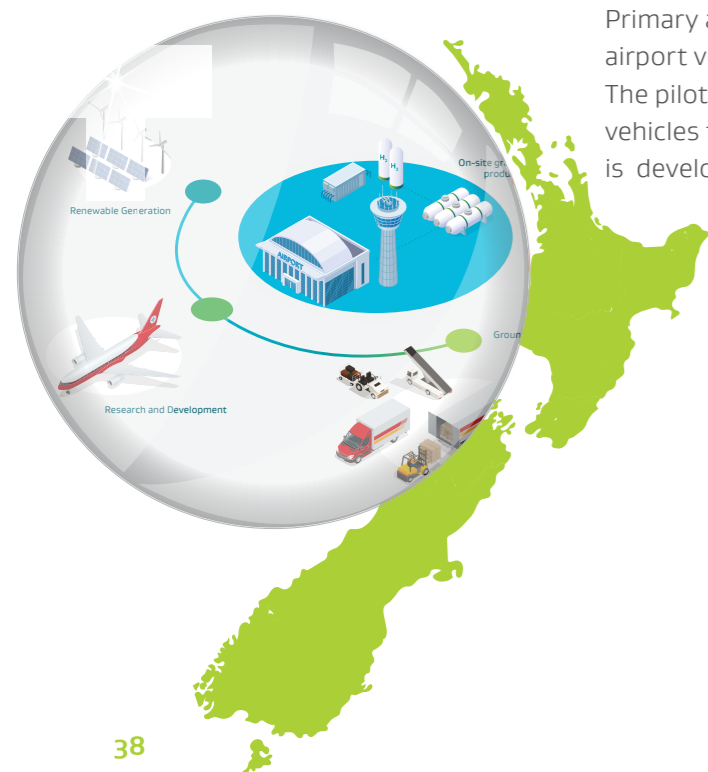 Primary a
airport v
The pilot
vehicles
is develo
H₂
H₂
On-site
produ
Renewable Generation
AIRPORT
Groun
Research and Development
38